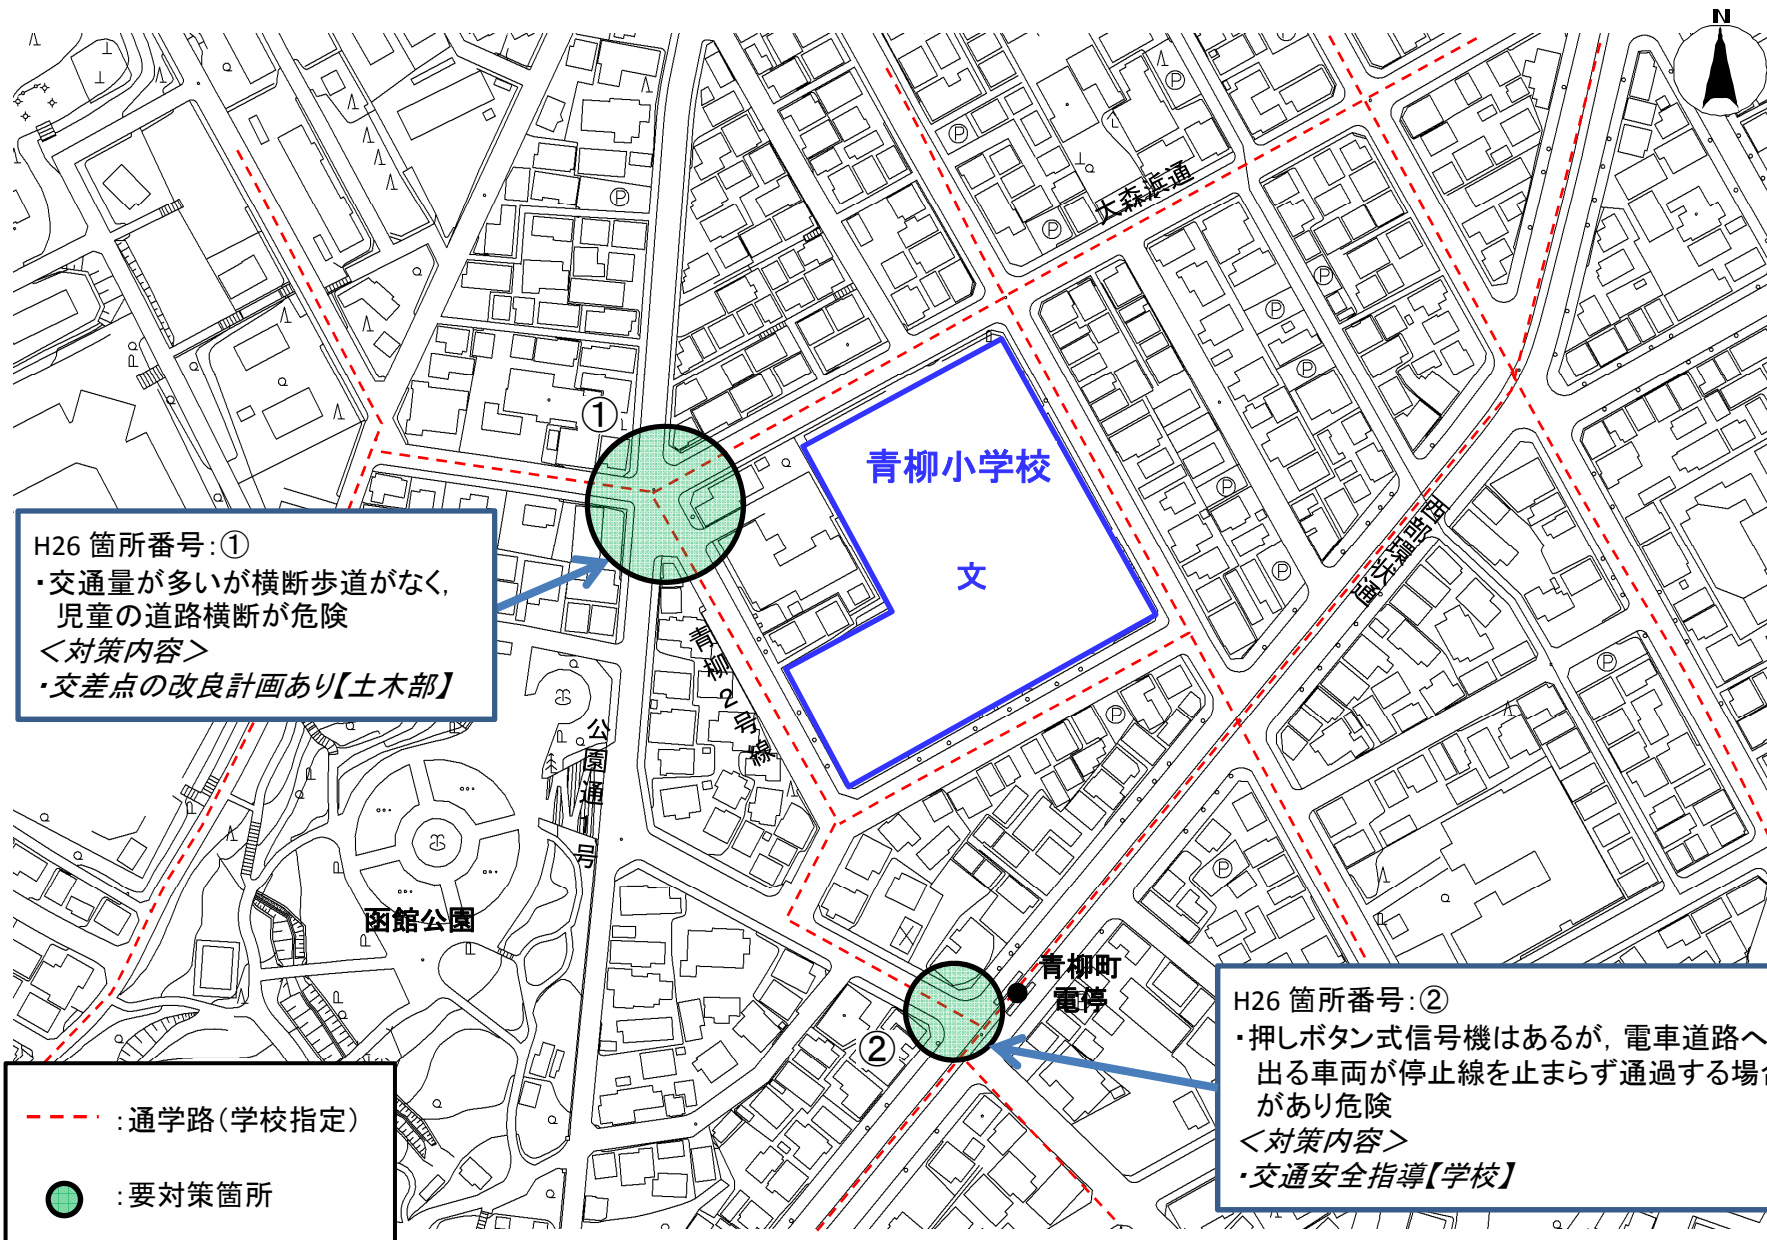 N
大森浜通
①
青柳小学校
文
西部環状通
H26 箇所番号:①
・交通量が多いが横断歩道がなく,
児童の道路横断が危険
<対策内容>
・交差点の改良計画あり【土木部】
青柳2号線
公園通1号
函館公園
青柳町
電停
②
H26 箇所番号:②
・押しボタン式信号機はあるが, 電車道路へ
出る車両が停止線を止まらず通過する場合
があり危険
<対策内容>
・交通安全指導【学校】
:通学路(学校指定)
:要対策箇所